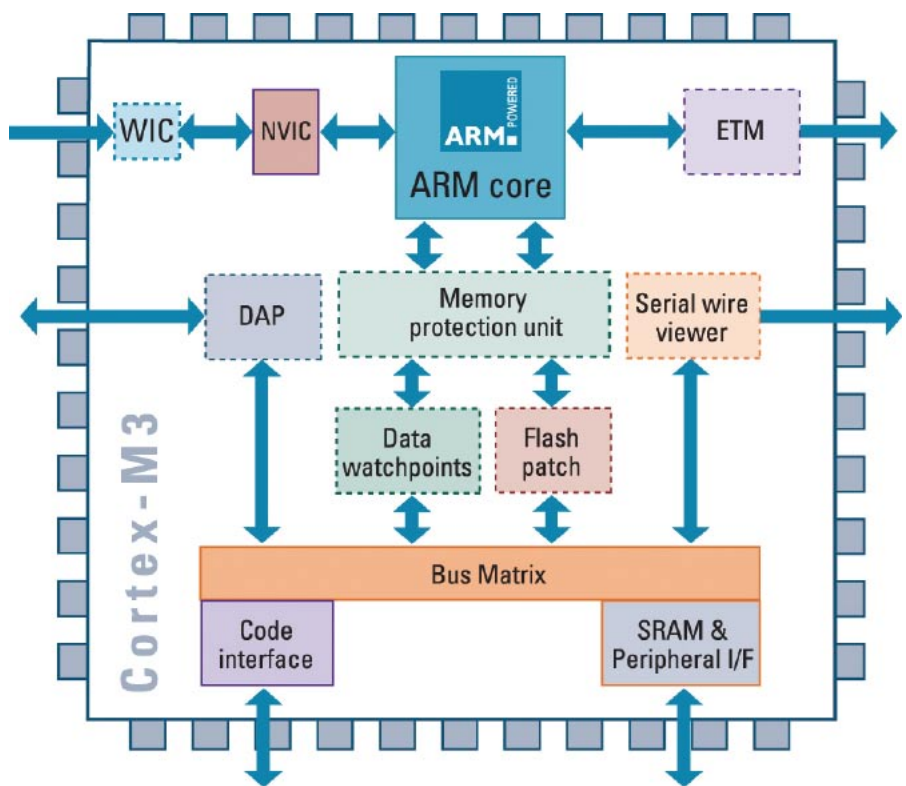 WIC
NVIC
ARM
POWERED
ARM core
ETM
DAP
Memory
protection unit
Serial wire
viewer
Data
watchpoints
Flash
patch
Cortex-M3
Bus Matrix
Code
interface
SRAM &
Peripheral I/F